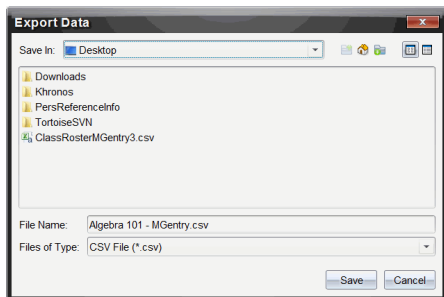 Export Data
Save In: Desktop
Downloads
Khronos
PersReferenceInfo
TortoiseSVN
ClassRosterMGentry3.csv
File Name: Algebra 101 - MGentry.csv
Files of Type: CSV File (*.csv)
Save Cancel